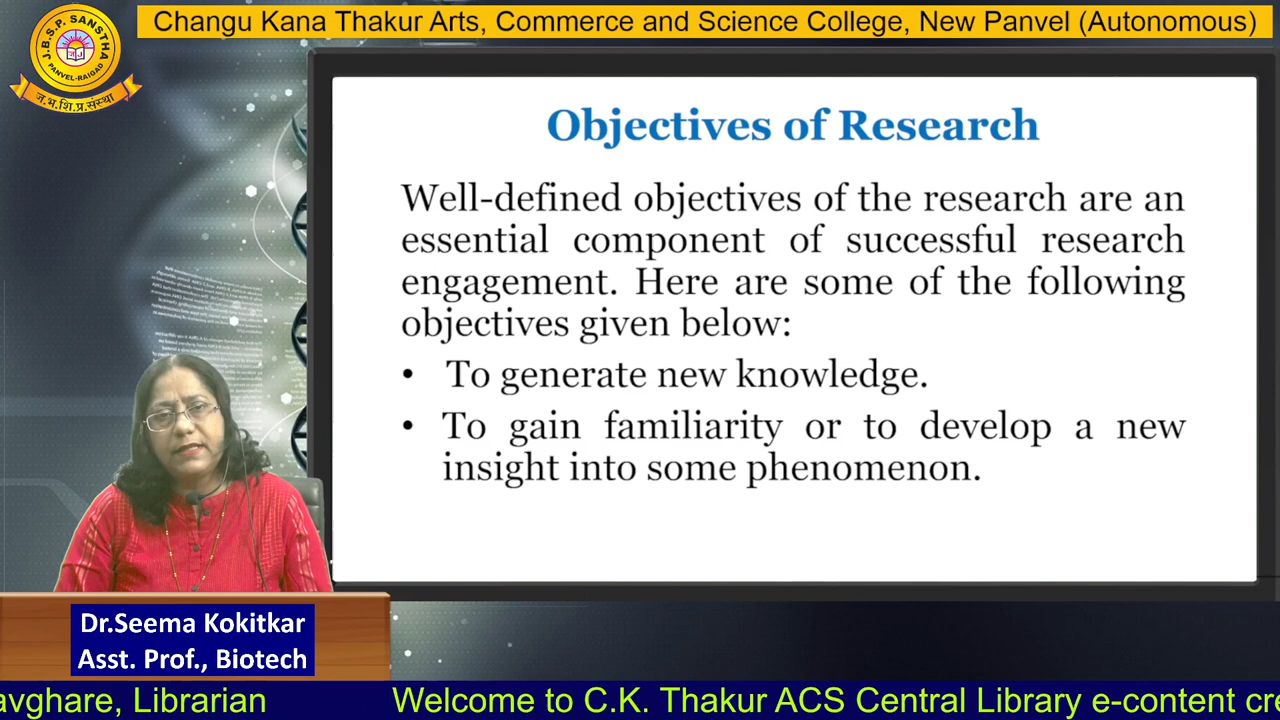 Changu Kana Thakur Arts, Commerce and Science College, New Panvel (Autonomous)
J.B.S.P. SANSTHA
PANVEL-RAIGAD
ज.भ.शि.प्र.संस्था
Objectives of Research
Well-defined objectives of the research are an
essential component of successful research
engagement. Here are some of the following
objectives given below:
• To generate new knowledge.
• To gain familiarity or to develop a new
insight into some phenomenon.
Dr.Seema Kokitkar
Asst. Prof., Biotech
avghare, Librarian
Welcome to C.K. Thakur ACS Central Library e-content cre